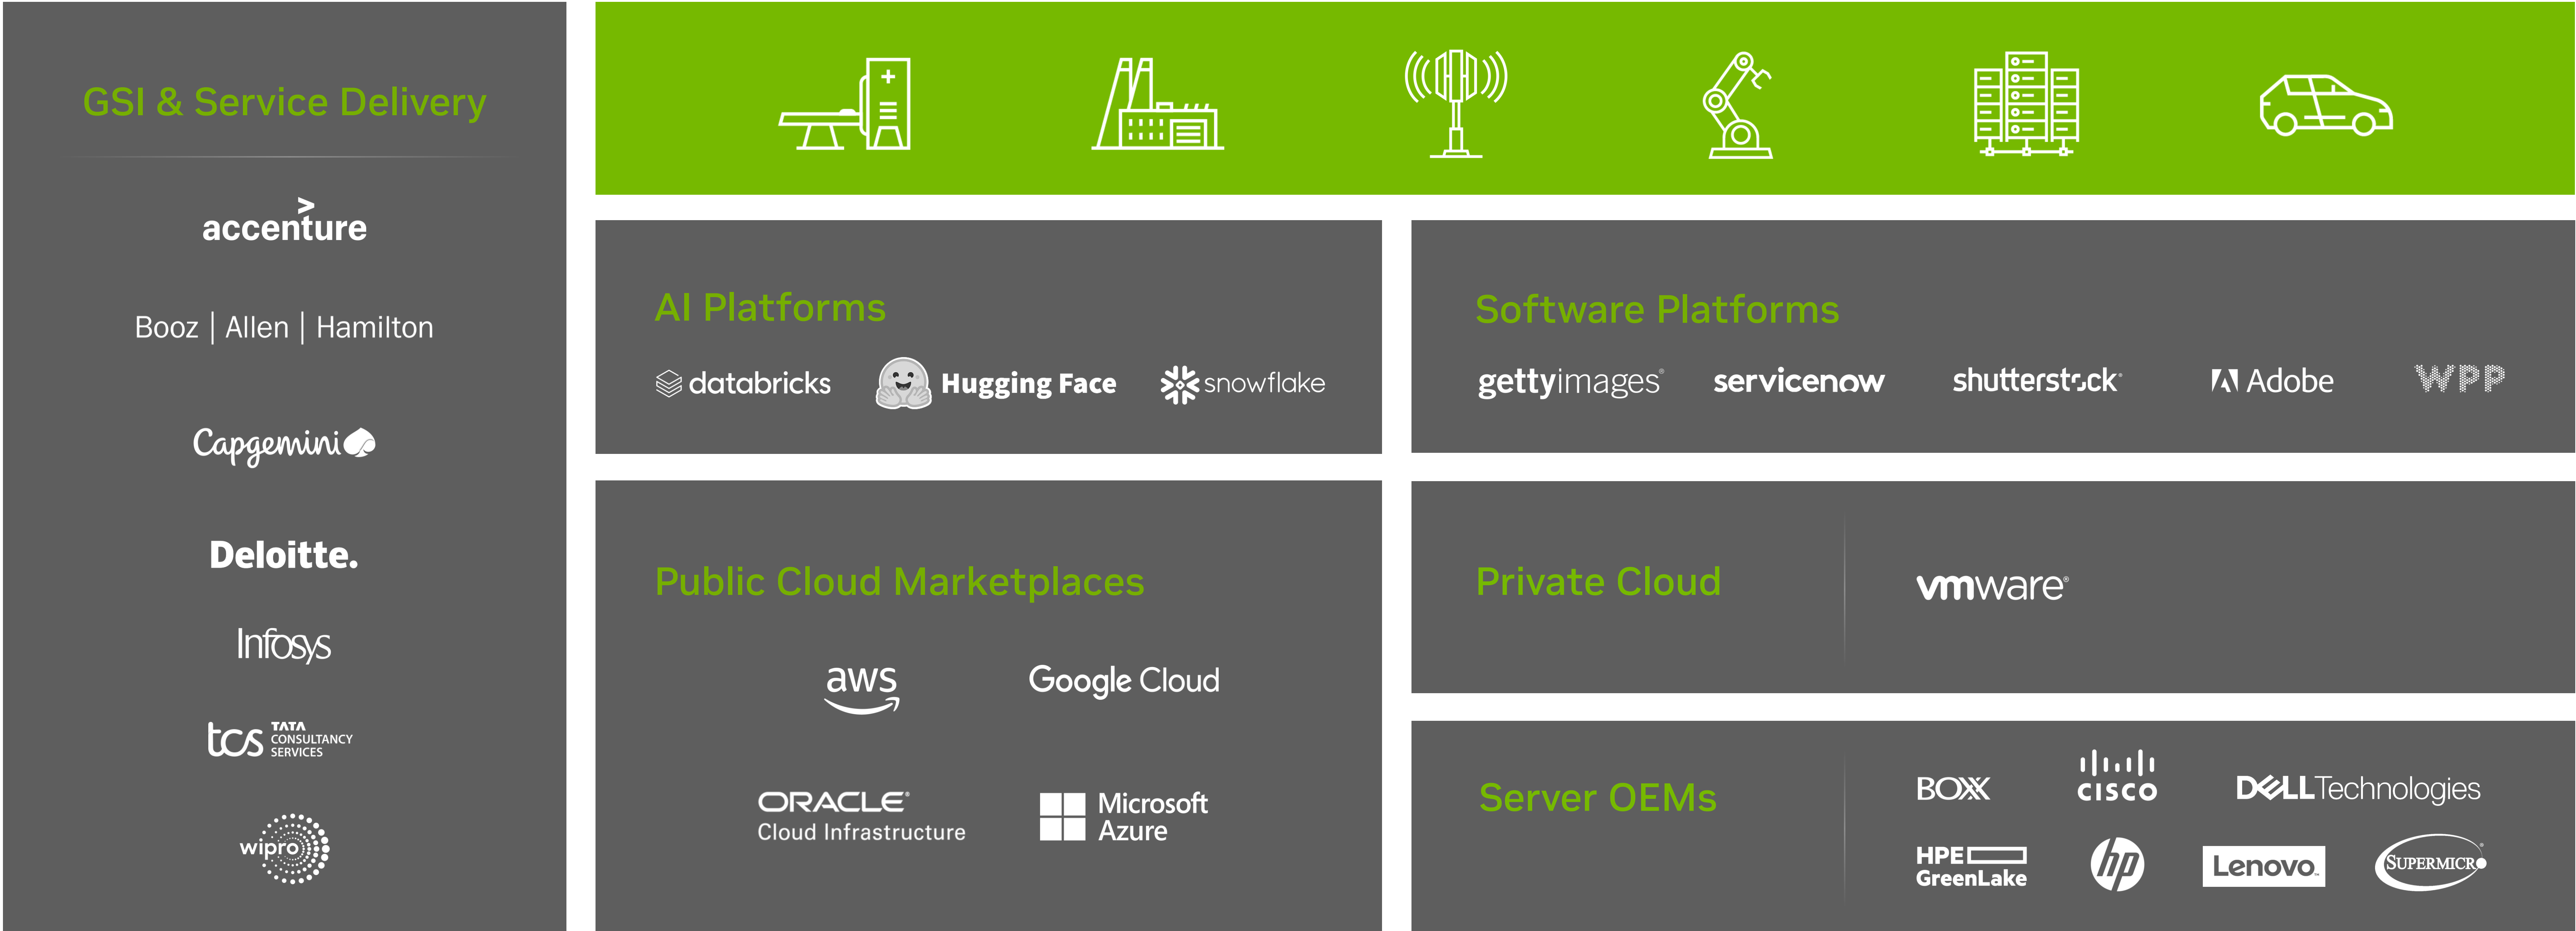 GSI & Service Delivery
accenture
Booz | Allen | Hamilton
Capgemini
Deloitte.
Infosys
tcs TATA
CONSULTANCY
SERVICES
wipro
AI Platforms
databricks Hugging Face snowflake
Software Platforms
gettyimages® servicenow shutterstock® Adobe WPP
Public Cloud Marketplaces
aws Google Cloud
ORACLE® Microsoft
Cloud Infrastructure Azure
Private Cloud vmware®
Server OEMs
BOXX CISCO DELL Technologies
HPE GreenLake hp Lenovo™ SUPERMICRO®